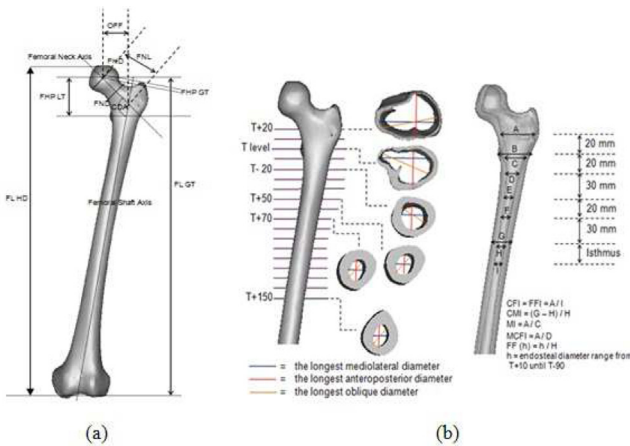 OFF
Femoral Neck Axis
FND
FNL
FHP LT
FHP GT
FND
CDA
FL HD
FL GT
Femoral Shaft Axis
(a)
T+20
T level
T- 20
T+50
T+70
T+150
= the longest mediolateral diameter
= the longest anteroposterior diameter
= the longest oblique diameter
A
B
C
D
E
F
G
H
I
20 mm
20 mm
30 mm
20 mm
30 mm
Isthmus
CFI = FFI = A / I
CMI = (G – H) / H
MI = A / C
MCFI = A / D
FF (h) = h / H
h = endosteal diameter range from
T+10 until T-90
(b)